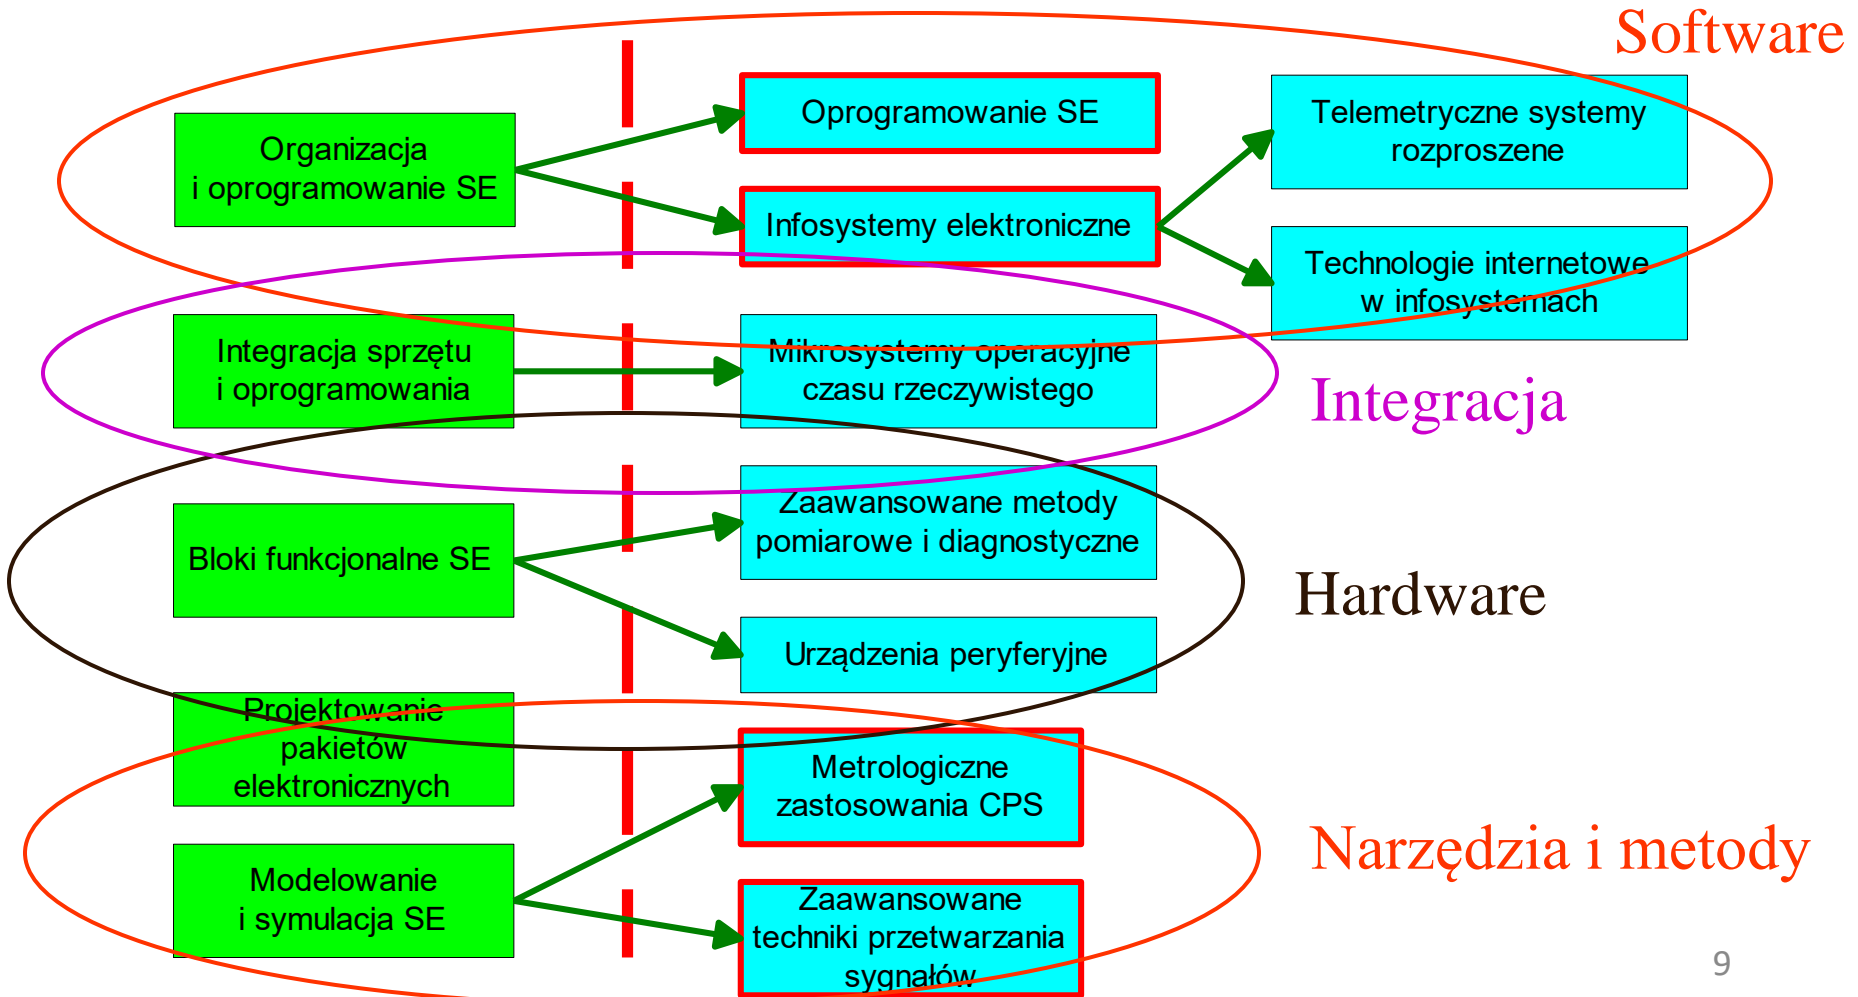 Software
Organizacja
i oprogramowanie SE
Oprogramowanie SE
Infosystemy elektroniczne
Telemetryczne systemy
rozproszene
Technologie internetowe
w infosystemach
Integracja sprzętu
i oprogramowania
Mikrosystemy operacyjne
czasu rzeczywistego
Integracja
Bloki funkcjonalne SE
Zaawansowane metody
pomiarowe i diagnostyczne
Urządzenia peryferyjne
Hardware
Projektowanie
pakietów
elektronicznych
Modelowanie
i symulacja SE
Metrologiczne
zastosowania CPS
Zaawansowane
techniki przetwarzania
sygnałów
Narzędzia i metody
9